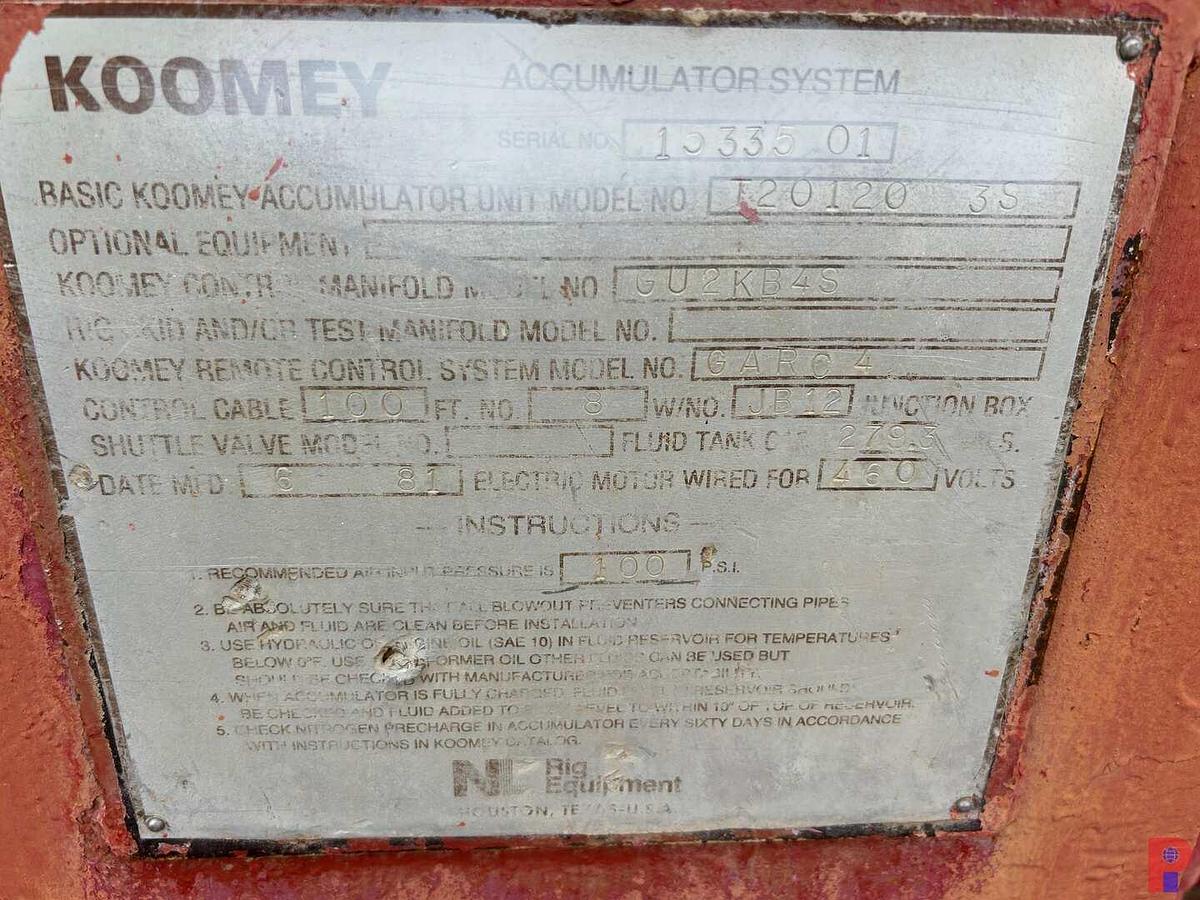 KOOMEY
ACCUMULATOR SYSTEM
SERIAL NO. 15335 01
BASIC KOOMEY ACCUMULATOR UNIT MODEL NO. T20120 3S
OPTIONAL EQUIPMENT
KOOMEY CONTROL MANIFOLD MODEL NO. GU2KB4S
RIG SKID AND/OR TEST MANIFOLD MODEL NO.
KOOMEY REMOTE CONTROL SYSTEM MODEL NO. GARC 4
CONTROL CABLE 100 FT. NO. 8 W/NO. JB12 JUNCTION BOX
SHUTTLE VALVE MODEL NO. FLUID TANK 279.3
DATE MFD 6 81 ELECTRIC MOTOR WIRED FOR 460 VOLTS
— INSTRUCTIONS —
1. RECOMMENDED AIR INPUT PRESSURE IS 100 P.S.I.
2. BE ABSOLUTELY SURE THAT ALL BLOWOUT PREVENTERS CONNECTING PIPES
AIR AND FLUID ARE CLEAN BEFORE INSTALLATION
3. USE HYDRAULIC OR ENGINE OIL (SAE 10) IN FLUID RESERVOIR FOR TEMPERATURES
BELOW 0°F. USE TRANSFORMER OIL OTHER FLUIDS CAN BE USED BUT
SHOULD BE CHECKED WITH MANUFACTURER FOR ACCEPTABILITY.
4. WHEN ACCUMULATOR IS FULLY CHARGED, FLUID LEVEL IN RESERVOIR SHOULD
BE CHECKED AND FLUID ADDED TO LEVEL TO WITHIN 10" OF TOP OF RESERVOIR.
5. CHECK NITROGEN PRECHARGE IN ACCUMULATOR EVERY SIXTY DAYS IN ACCORDANCE
WITH INSTRUCTIONS IN KOOMEY CATALOG.
NL Rig
Equipment
HOUSTON, TEXAS-U.S.A.